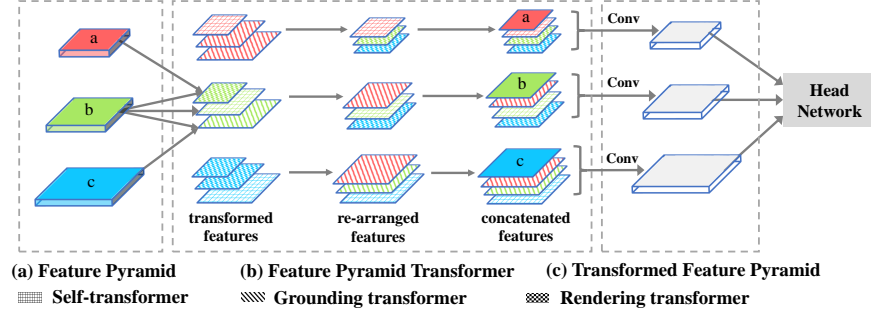 a
b
c
a
b
c
Conv
Conv
Conv
Head
Network
transformed
features
re-arranged
features
concatenated
features
(a) Feature Pyramid
(b) Feature Pyramid Transformer
(c) Transformed Feature Pyramid
Self-transformer
Grounding transformer
Rendering transformer